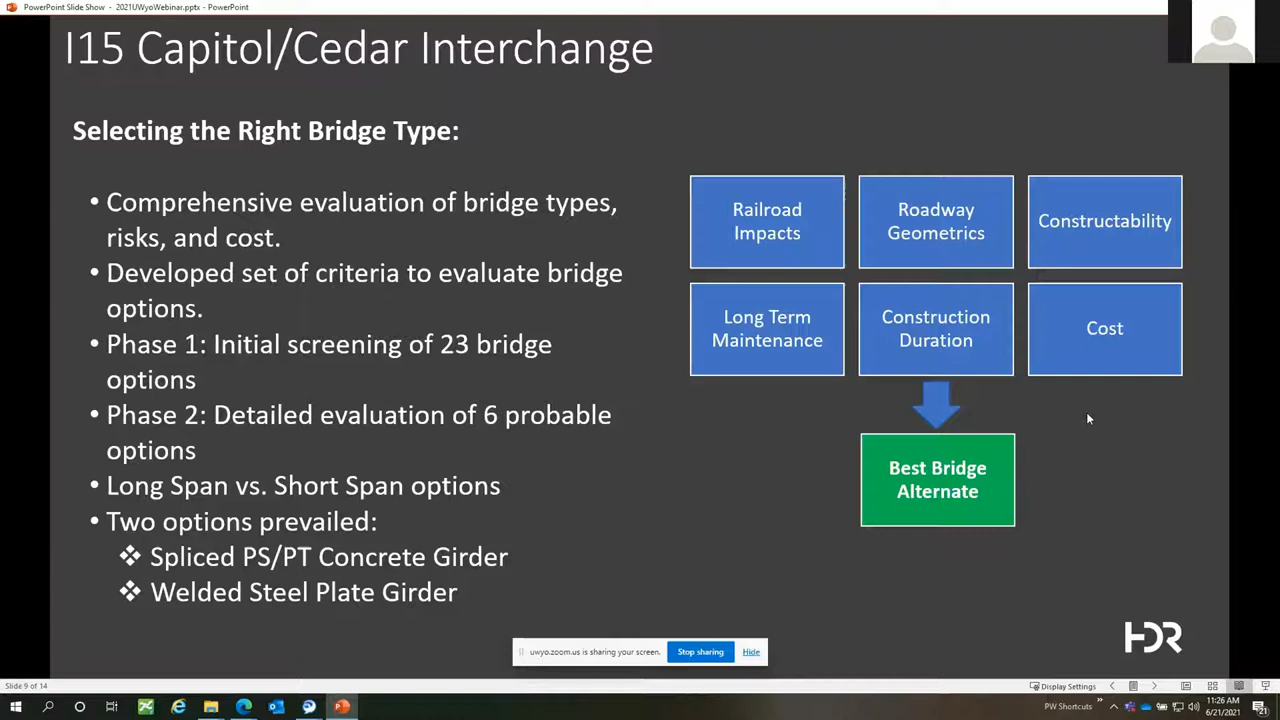 PowerPoint Slide Show - 2021UWyoWebinar.pptx - PowerPoint
I15 Capitol/Cedar Interchange
Selecting the Right Bridge Type:
• Comprehensive evaluation of bridge types,
risks, and cost.
• Developed set of criteria to evaluate bridge
options.
• Phase 1: Initial screening of 23 bridge
options
• Phase 2: Detailed evaluation of 6 probable
options
• Long Span vs. Short Span options
• Two options prevailed:
❖ Spliced PS/PT Concrete Girder
❖ Welded Steel Plate Girder
Railroad
Impacts
Roadway
Geometrics
Constructability
Long Term
Maintenance
Construction
Duration
Cost
Best Bridge
Alternate
HDR
uwyo.zoom.us is sharing your screen.
Stop sharing
Hide
Slide 9 of 14
Display Settings
PW Shortcuts
11:26 AM
6/21/2021
21